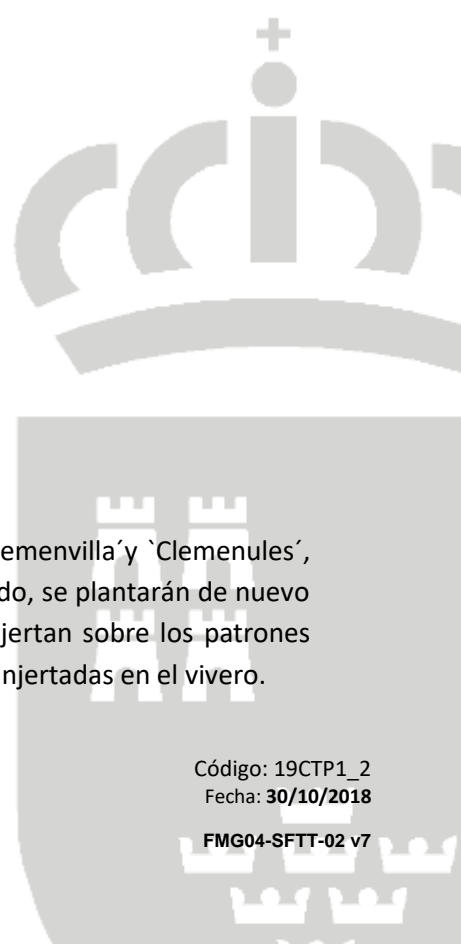 emenvilla´y `Clemenules´,
do, se plantarán de nuevo
jertan sobre los patrones
njertadas en el vivero.
Código: 19CTP1_2
Fecha: 30/10/2018
FMG04-SFTT-02 v7